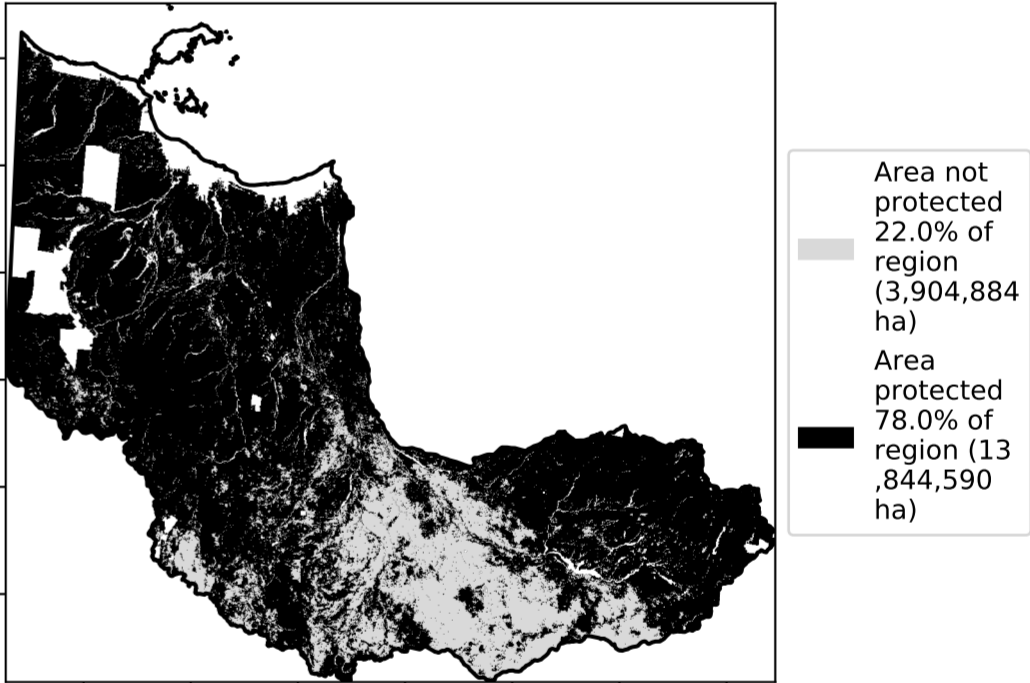 Area not
protected
22.0% of
region
(3,904,884
ha)
Area
protected
78.0% of
region (13
,844,590
ha)